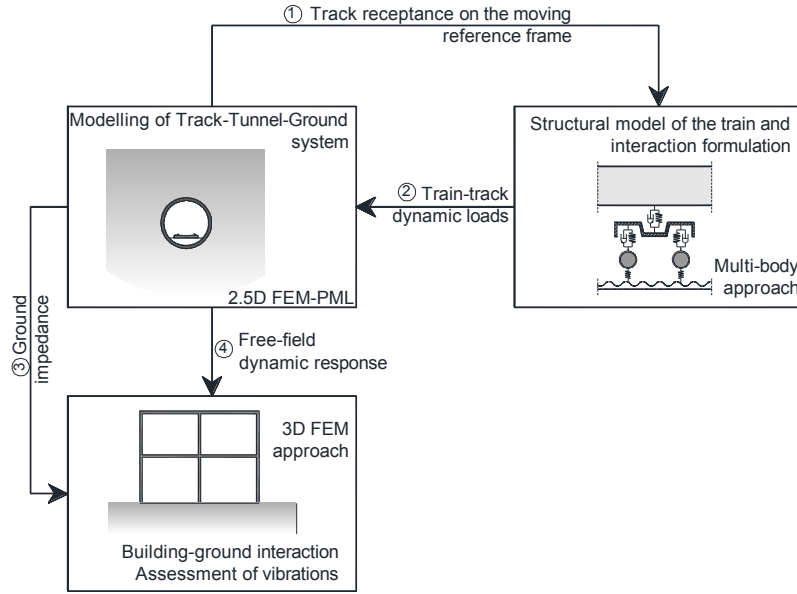 ① Track receptance on the moving
reference frame
Modelling of Track-Tunnel-Ground
system
2.5D FEM-PML
Structural model of the train and
interaction formulation
Multi-body
approach
② Train-track
dynamic loads
③ Ground
impedance
④ Free-field
dynamic response
3D FEM
approach
Building-ground interaction
Assessment of vibrations